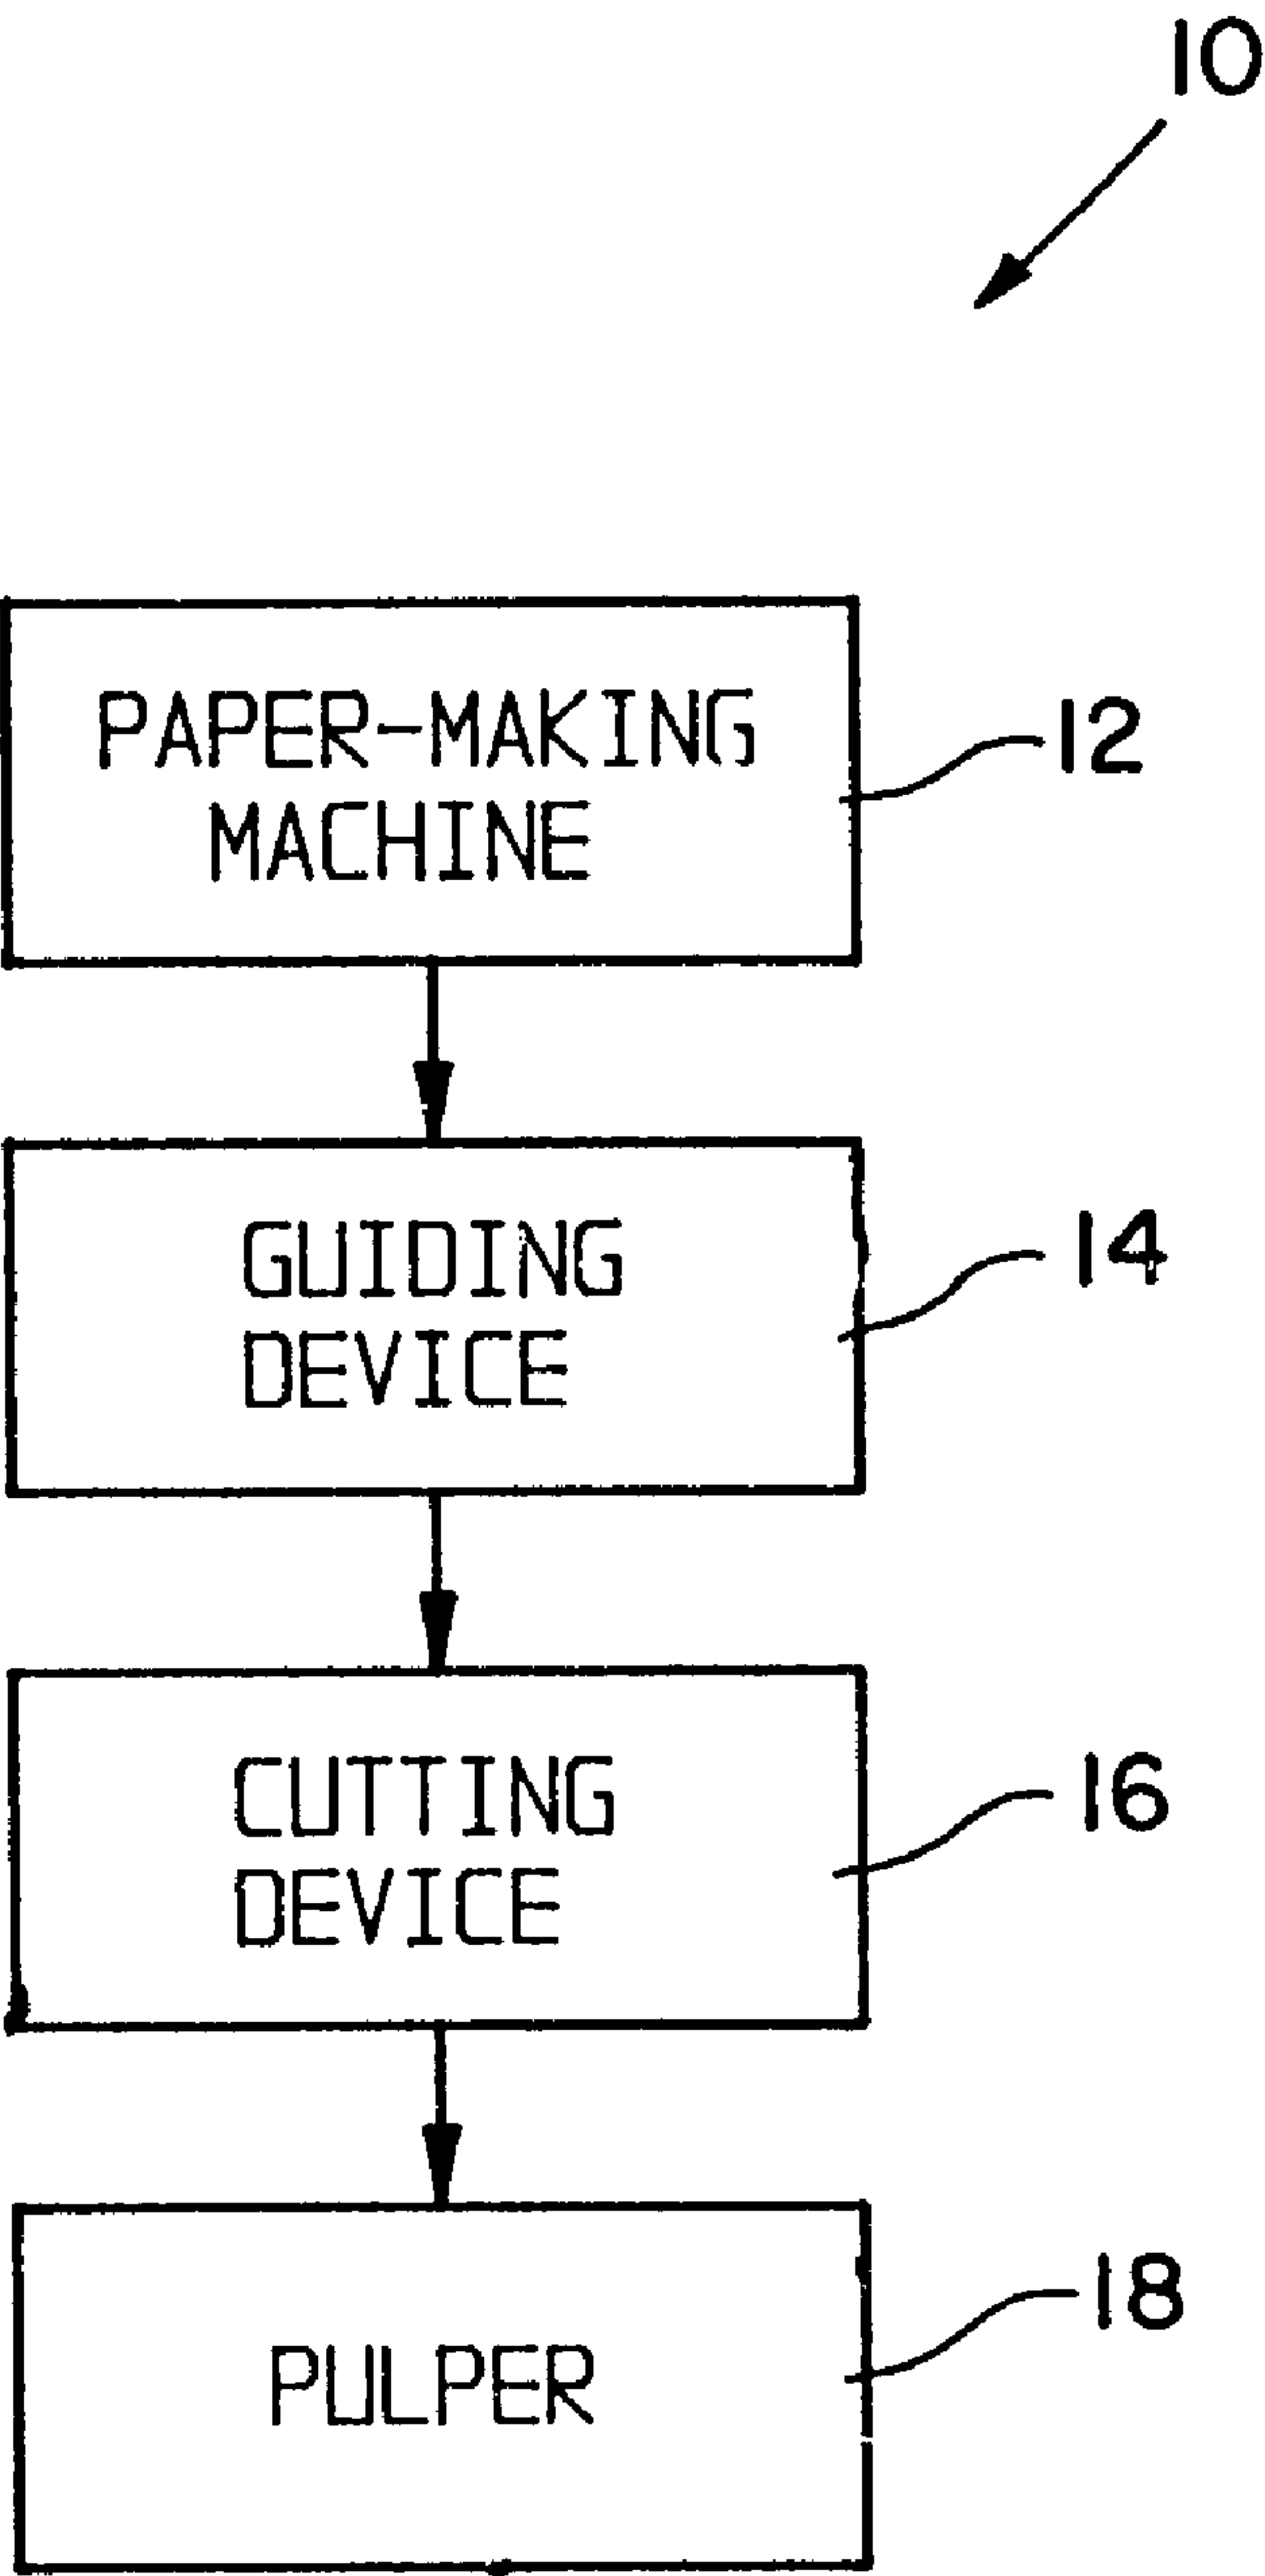 10
PAPER-MAKING
MACHINE
12
GUIDING
DEVICE
14
CUTTING
DEVICE
16
PULPER
18